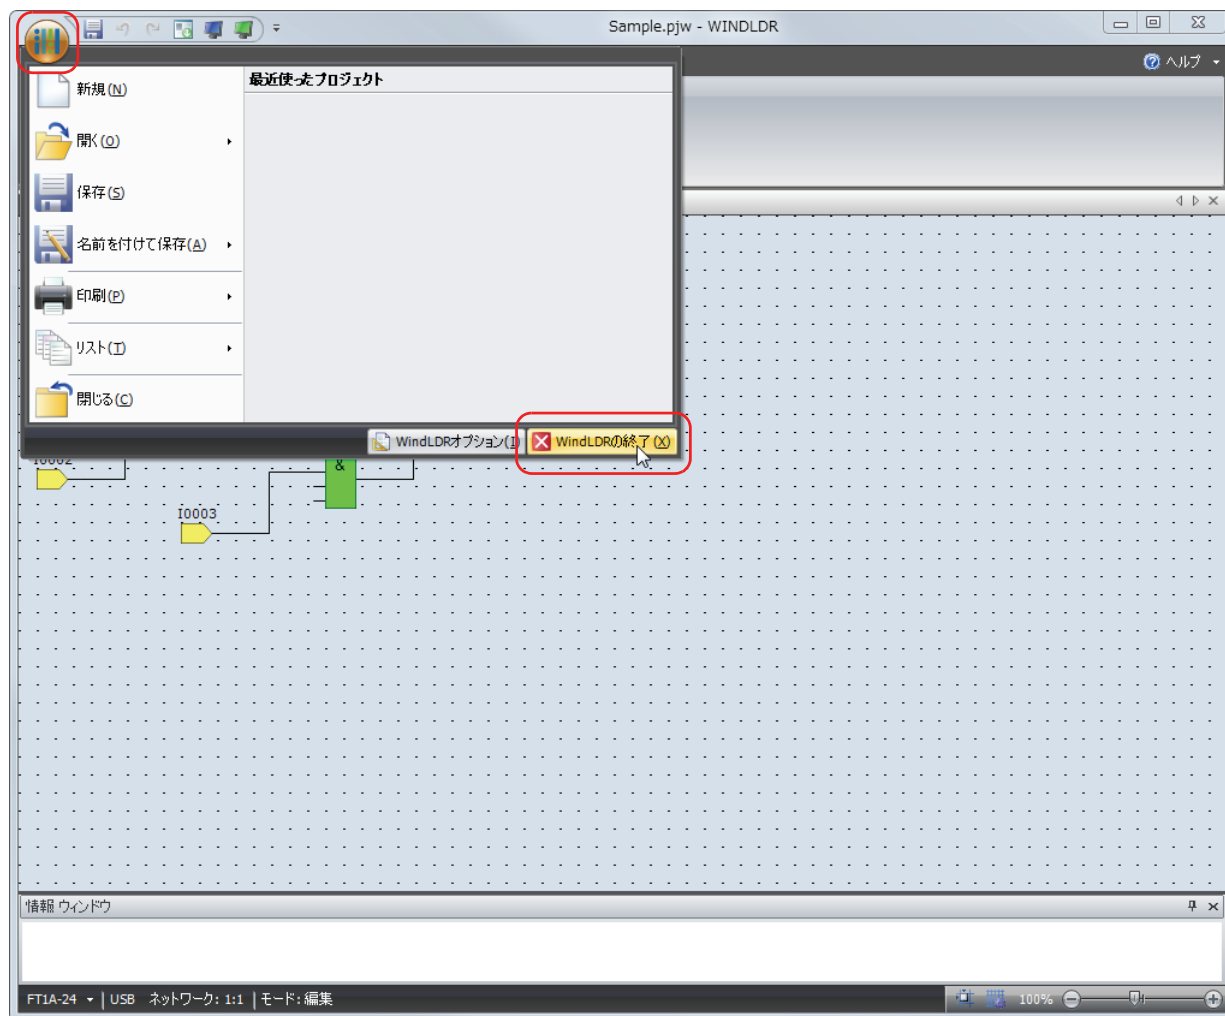 Sample.pjw - WINDLDR
ヘルプ
新規(N)
開く(O)
保存(S)
名前を付けて保存(A)
印刷(P)
リスト(T)
閉じる(C)
最近使ったプロジェクト
WindLDRオプション(I)
WindLDRの終了(X)
I0002
&
I0003
情報 ウィンドウ
FT1A-24
USB ネットワーク: 1:1
モード: 編集
100%